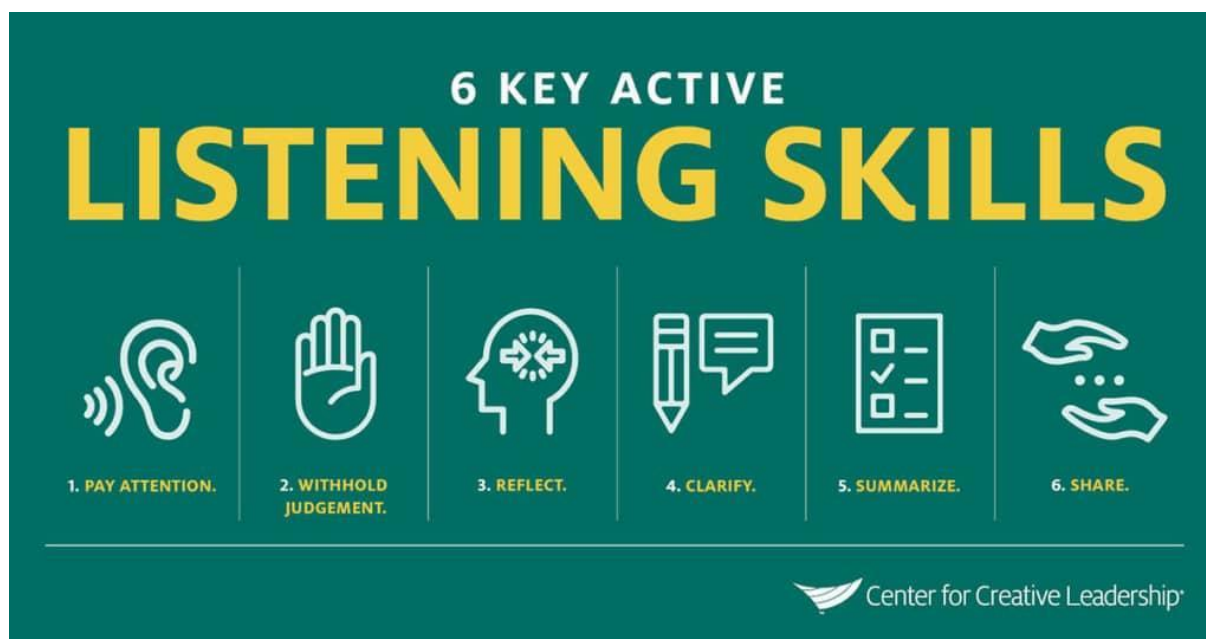 6 KEY ACTIVE
LISTENING SKILLS
1. PAY ATTENTION.
2. WITHHOLD
JUDGEMENT.
3. REFLECT.
4. CLARIFY.
5. SUMMARIZE.
6. SHARE.
Center for Creative Leadership®